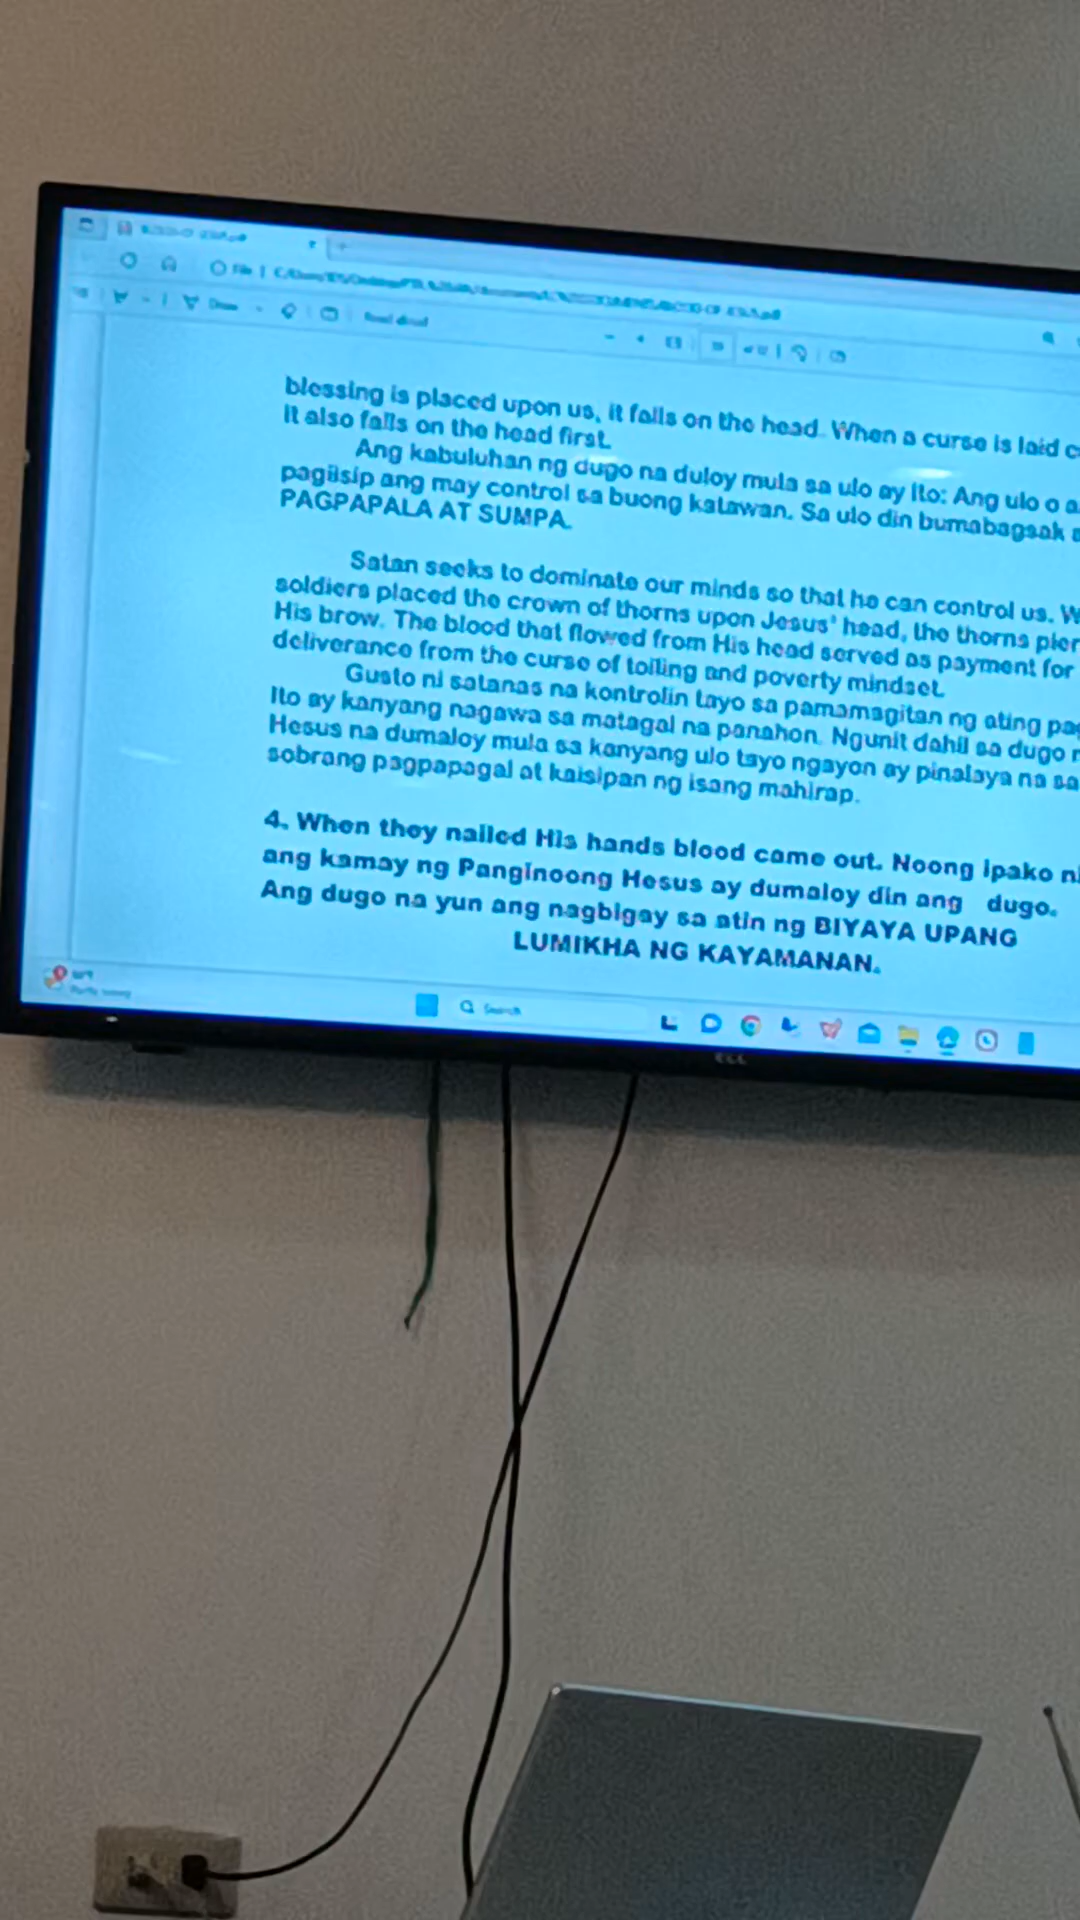 Read aloud
blessing is placed upon us, it falls on the head. When a curse is laid
it also falls on the head first.
Ang kabuluhan ng dugo na duloy mula sa ulo ay ito: Ang ulo o
pagiisip ang may control sa buong katawan. Sa ulo din bumabagsak
PAGPAPALA AT SUMPA.
Satan seeks to dominate our minds so that he can control us.
soldiers placed the crown of thorns upon Jesus' head, the thorns
His brow. The blood that flowed from His head served as payment for
deliverance from the curse of toiling and poverty mindset.
Gusto ni satanas na kontrolin tayo sa pamamagitan ng ating
Ito ay kanyang nagawa sa matagal na panahon. Ngunit dahil sa dugo
Hesus na dumaloy mula sa kanyang ulo tayo ngayon ay pinalaya na sa
sobrang pagpapagal at kaisipan ng isang mahirap.
4. When they nailed His hands blood came out. Noong ipako
ang kamay ng Panginoong Hesus ay dumaloy din ang dugo.
Ang dugo na yun ang nagbigay sa atin ng BIYAYA UPANG
LUMIKHA NG KAYAMANAN.
Search